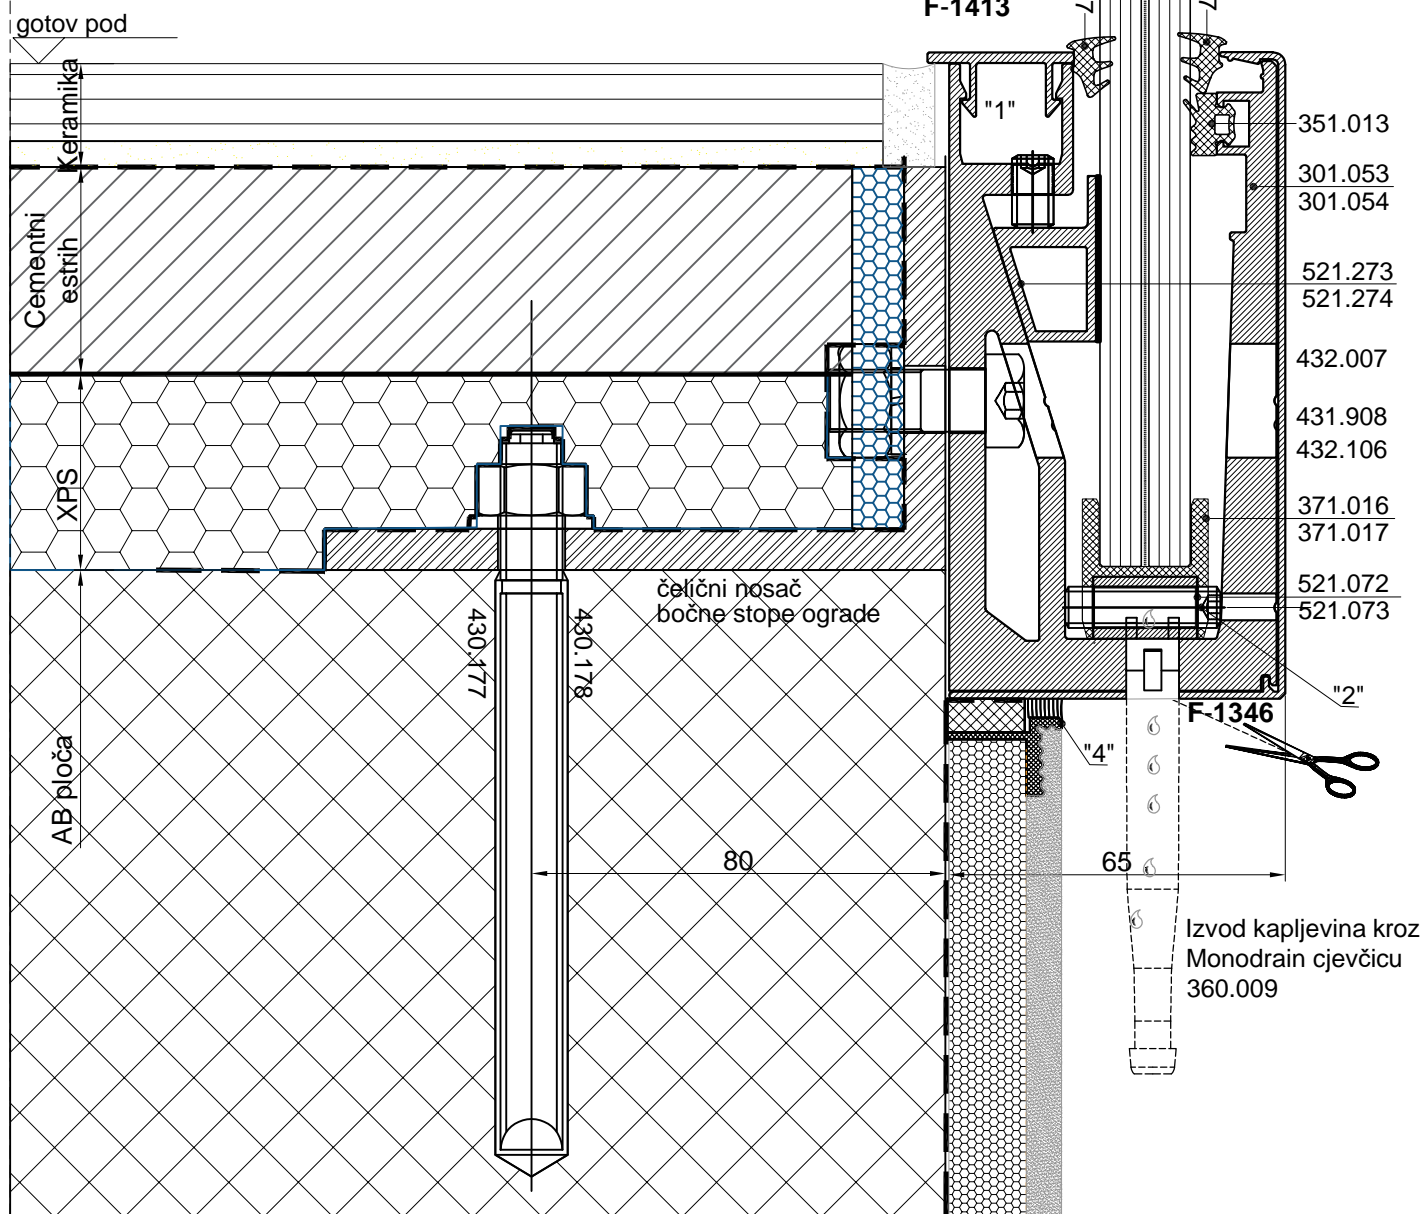 F-1413
7
7
gotov pod
Keramika
"1"
351.013
301.053
301.054
Cementni
estrih
521.273
521.274
432.007
431.908
432.106
XPS
371.016
371.017
čelični nosač
bočne stope ograde
521.072
521.073
430.177
430.178
"2"
F-1346
"4"
AB ploča
80
65
Izvod kapljevina kroz
Monodrain cjevčicu
360.009